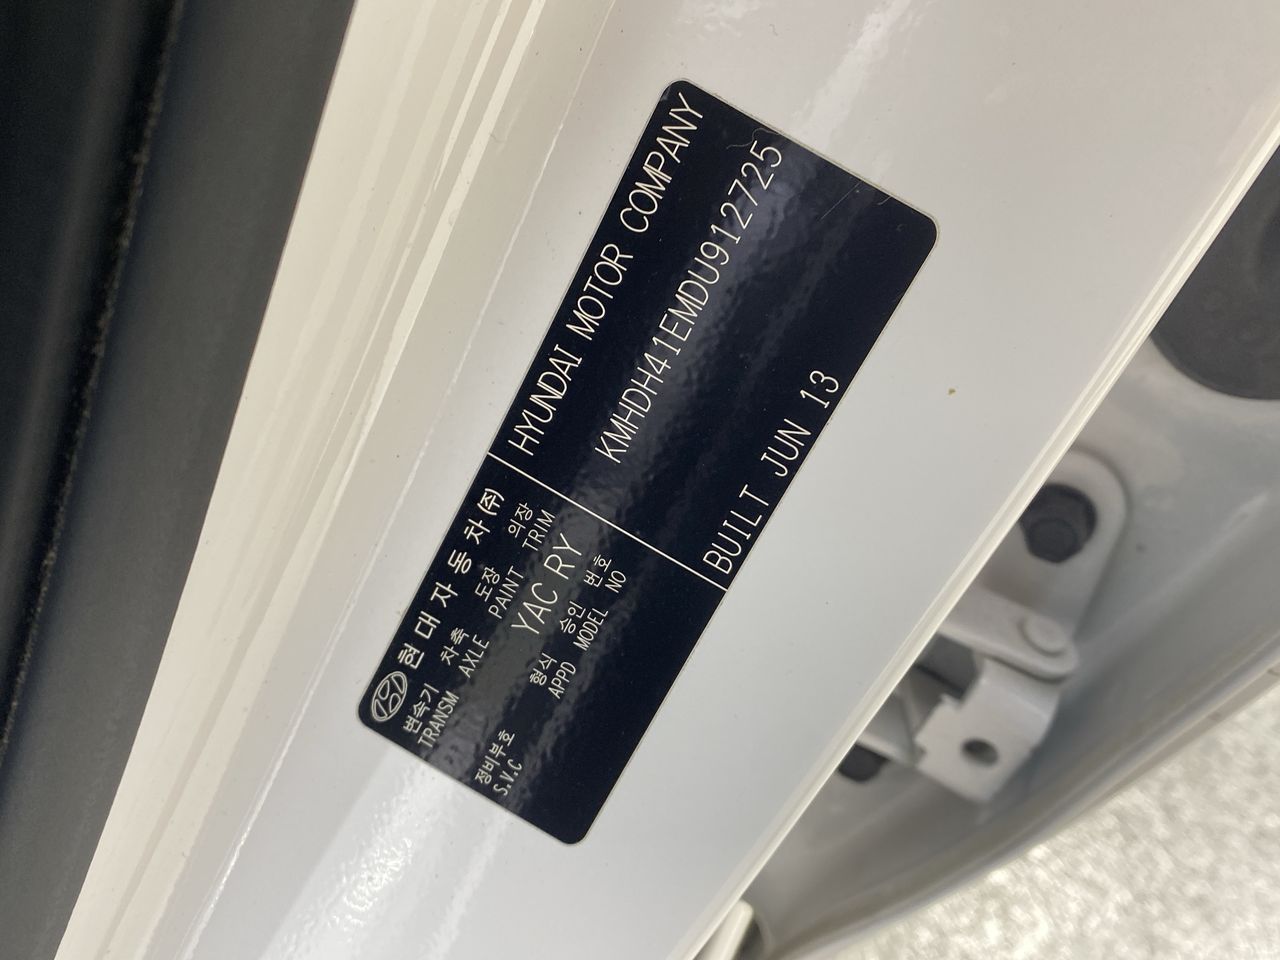 현대자동차(주)
HYUNDAI MOTOR COMPANY
변속기 차축 도장 의장
TRANSM AXLE PAINT TRIM
KMHDH41EMDU912725
YAC RY
정비부호 형식 승인 번호
S.V.C APPD MODEL NO
BUILT JUN 13